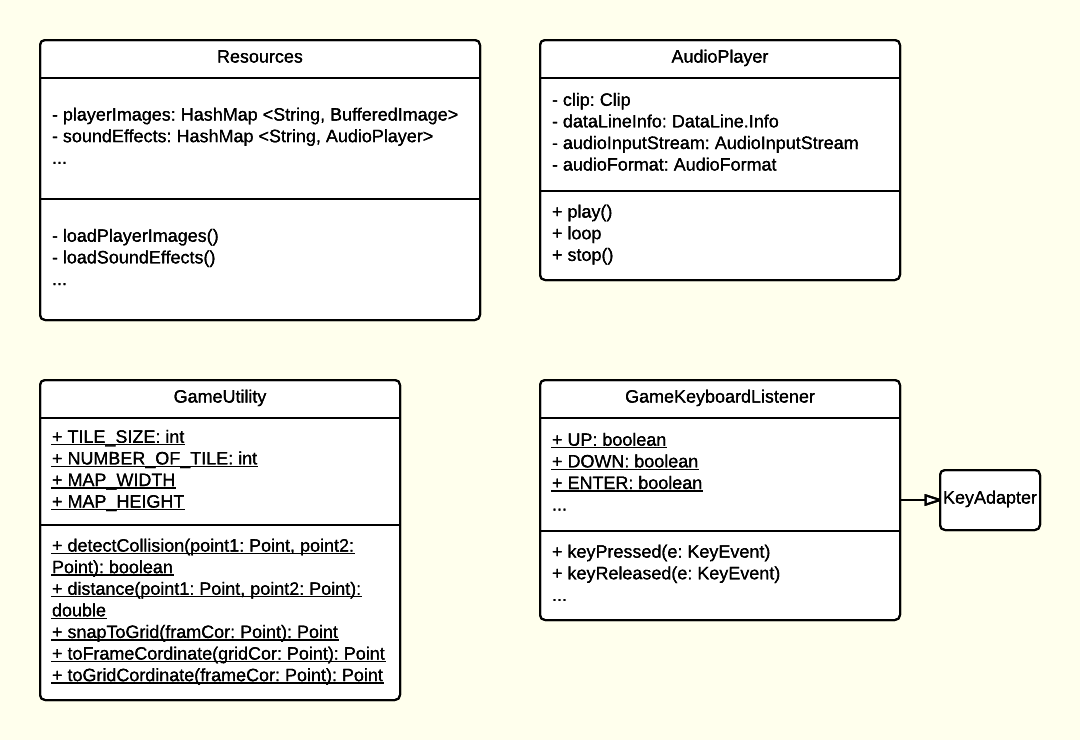 Resources
- playerImages: HashMap <String, BufferedImage>
- soundEffects: HashMap <String, AudioPlayer>
...
- loadPlayerImages()
- loadSoundEffects()
...
AudioPlayer
- clip: Clip
- dataLineInfo: DataLine.Info
- audioInputStream: AudioInputStream
- audioFormat: AudioFormat
+ play()
+ loop
+ stop()
GameUtility
+ TILE_SIZE: int
+ NUMBER_OF_TILE: int
+ MAP_WIDTH
+ MAP_HEIGHT
+ detectCollision(point1: Point, point2:
Point): boolean
+ distance(point1: Point, point2: Point):
double
+ snapToGrid(framCor: Point): Point
+ toFrameCordinate(gridCor: Point): Point
+ toGridCordinate(frameCor: Point): Point
GameKeyboardListener
+ UP: boolean
+ DOWN: boolean
+ ENTER: boolean
...
+ keyPressed(e: KeyEvent)
+ keyReleased(e: KeyEvent)
...
KeyAdapter